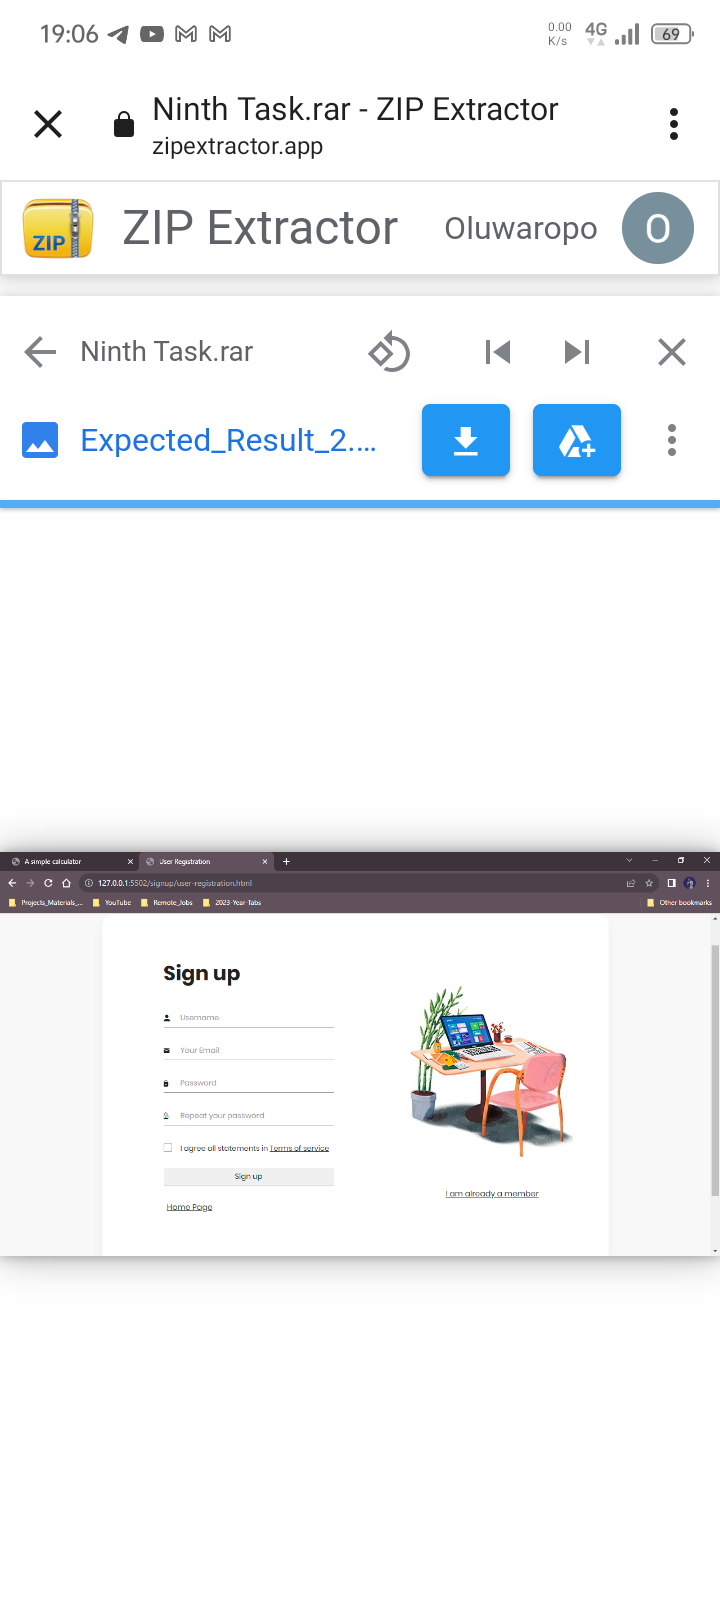 19:06
0.00
K/s
4G
69
Ninth Task.rar - ZIP Extractor
zipextractor.app
ZIP
ZIP Extractor
Oluwaropo
O
Ninth Task.rar
Expected_Result_2....
A simple calculator
User Registration
127.0.0.1:5502/signup/user-registration.html
Projects_Materials_...
YouTube
Remote_Jobs
2023-Year-Tabs
Other bookmarks
Sign up
Username
Your Email
Password
Repeat your password
I agree all statements in Terms of service
Sign up
I am already a member
Home Page